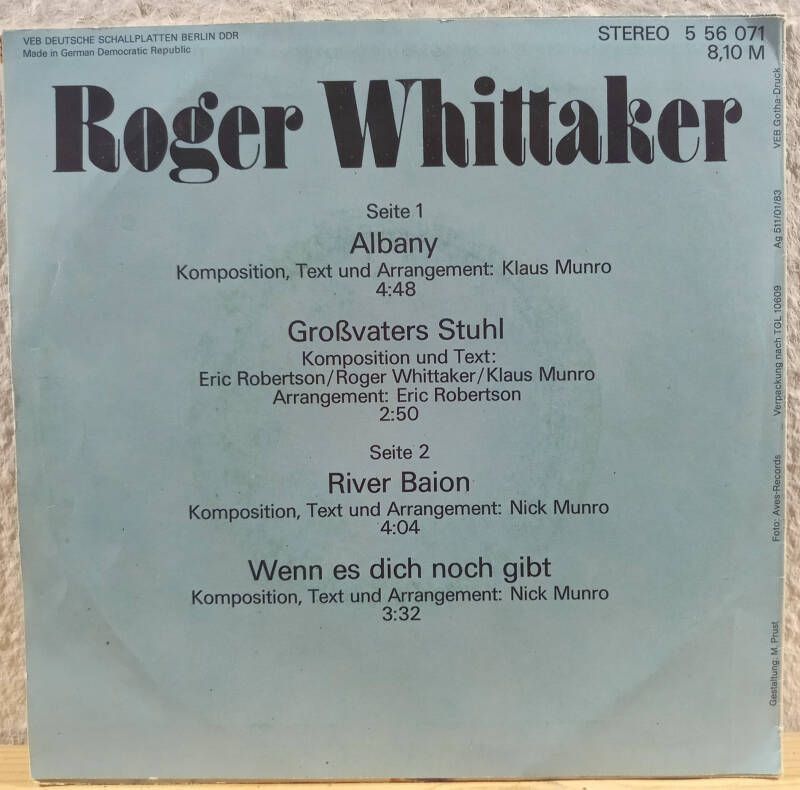 VEB DEUTSCHE SCHALLPLATTEN BERLIN DDR
Made in German Democratic Republic
STEREO 5 56 071
8,10 M
Roger Whittaker
Seite 1
Albany
Komposition, Text und Arrangement: Klaus Munro
4:48
Großvaters Stuhl
Komposition und Text:
Eric Robertson/Roger Whittaker/Klaus Munro
Arrangement: Eric Robertson
2:50
Seite 2
River Baion
Komposition, Text und Arrangement: Nick Munro
4:04
Wenn es dich noch gibt
Komposition, Text und Arrangement: Nick Munro
3:32
Gestaltung: M. Prust Foto: Aves-Records Verpackung nach TGL 10609 Ag 511/01/83 VEB Gotha-Druck